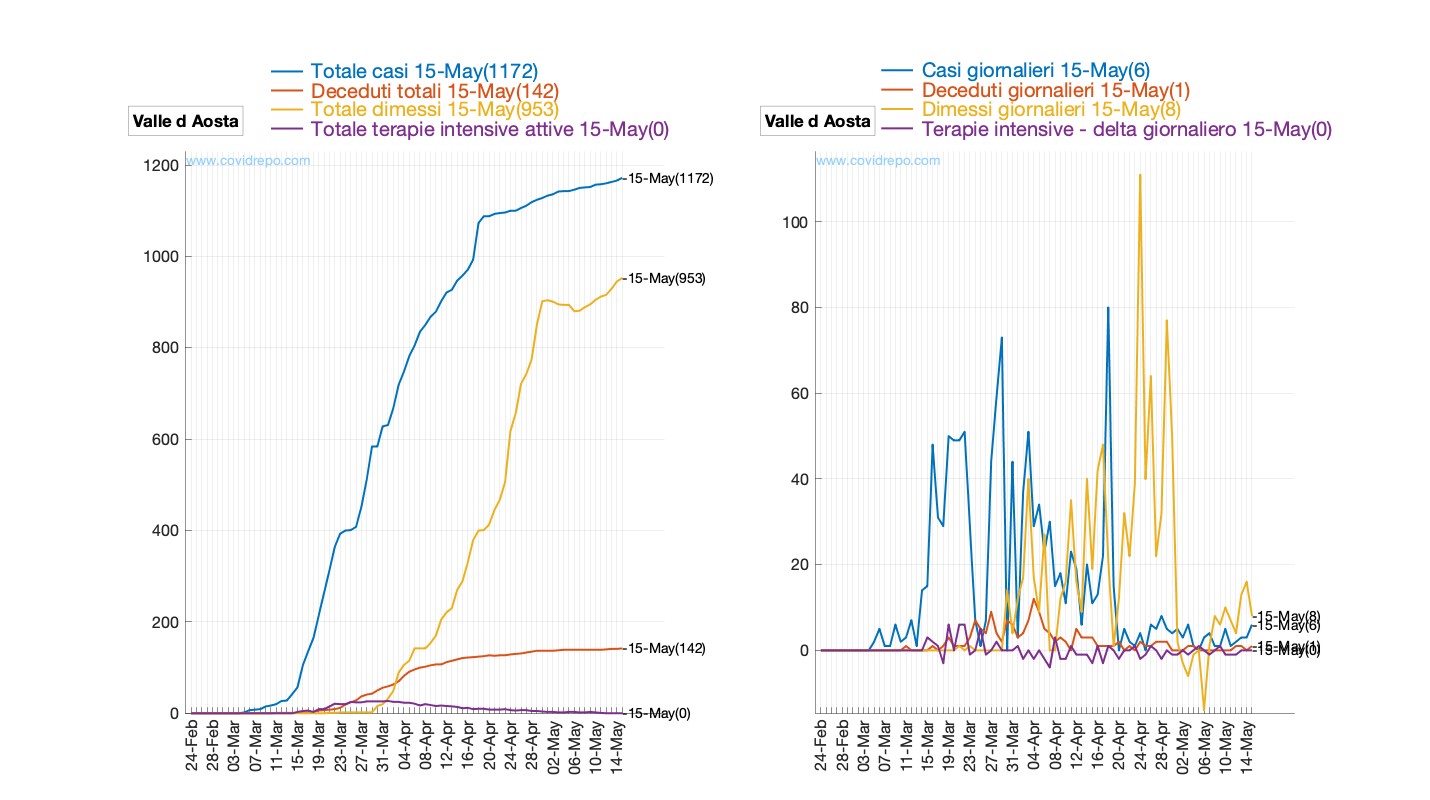 Totale casi 15-May(1172)
Deceduti totali 15-May(142)
Totale dimessi 15-May(953)
Totale terapie intensive attive 15-May(0)
Valle d Aosta
www.covidrepo.com
1200
1000
800
600
400
200
0
15-May(1172)
15-May(953)
15-May(142)
15-May(0)
24-Feb
28-Feb
03-Mar
07-Mar
11-Mar
15-Mar
19-Mar
23-Mar
27-Mar
31-Mar
04-Apr
08-Apr
12-Apr
16-Apr
20-Apr
24-Apr
28-Apr
02-May
06-May
10-May
14-May
Casi giornalieri 15-May(6)
Deceduti giornalieri 15-May(1)
Dimessi giornalieri 15-May(8)
Terapie intensive - delta giornaliero 15-May(0)
Valle d Aosta
www.covidrepo.com
100
80
60
40
20
0
15-May(8)
15-May(6)
15-May(1)
15-May(0)
24-Feb
28-Feb
03-Mar
07-Mar
11-Mar
15-Mar
19-Mar
23-Mar
27-Mar
31-Mar
04-Apr
08-Apr
12-Apr
16-Apr
20-Apr
24-Apr
28-Apr
02-May
06-May
10-May
14-May